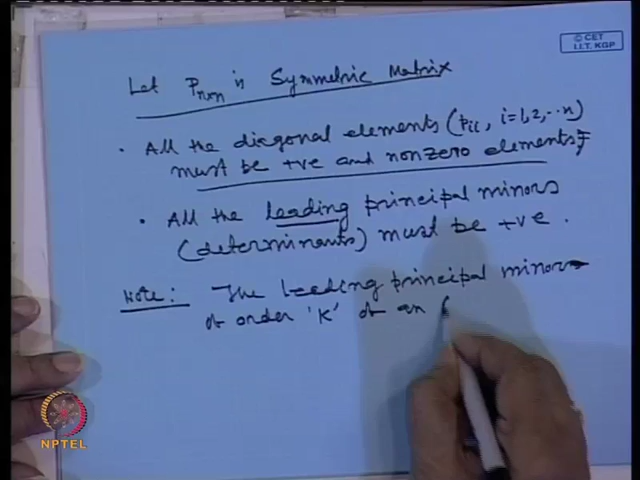 © CET
I.I.T. KGP
Let Pnxn is Symmetric Matrix
• All the diagonal elements (pii, i=1,2,..n)
must be +ve and nonzero elements
• All the leading principal minors
(determinants) must be +ve.
Note: The leading principal minors
of order 'K' of an (
NPTEL